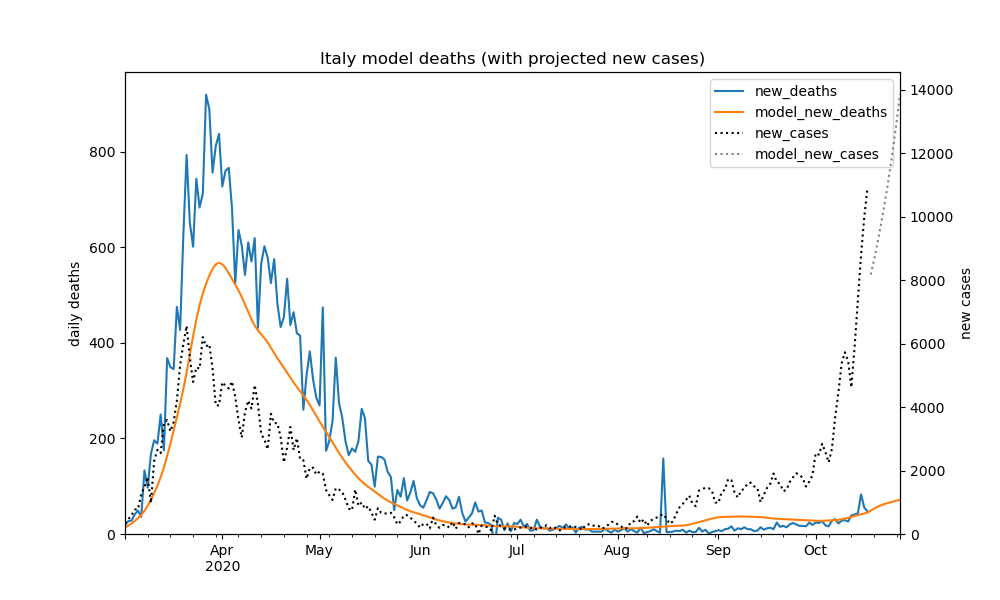 Italy model deaths (with projected new cases)
new_deaths
model_new_deaths
new_cases
model_new_cases
daily deaths
800
600
400
200
0
new cases
14000
12000
10000
8000
6000
4000
2000
0
Apr
2020
May
Jun
Jul
Aug
Sep
Oct